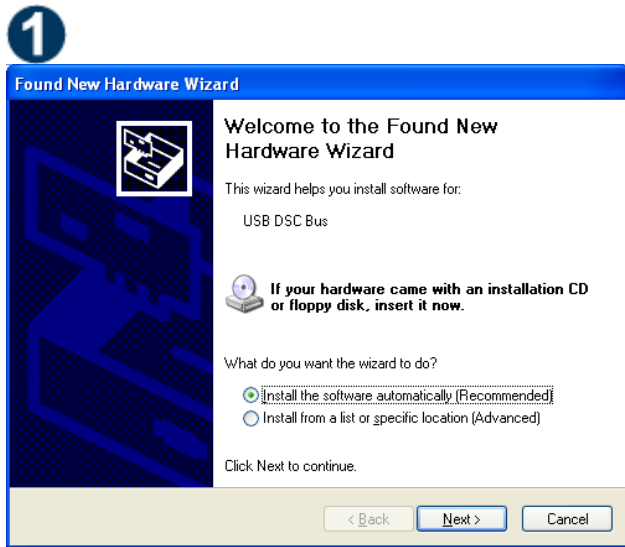 1
Found New Hardware Wizard
Welcome to the Found New
Hardware Wizard
This wizard helps you install software for:
USB DSC Bus
If your hardware came with an installation CD
or floppy disk, insert it now.
What do you want the wizard to do?
Install the software automatically (Recommended)
Install from a list or specific location (Advanced)
Click Next to continue.
< Back Next > Cancel